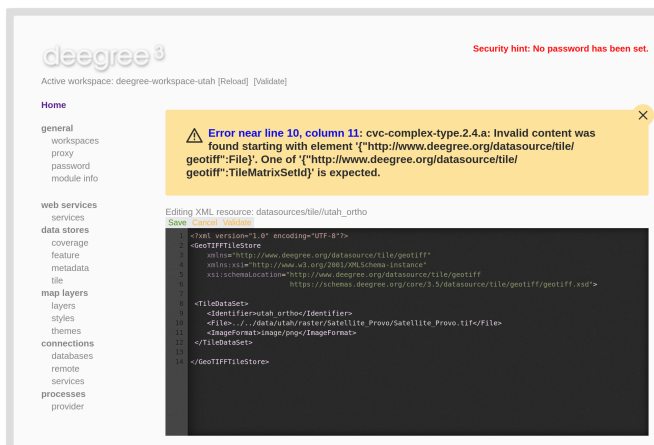 deegree 3
Security hint: No password has been set.
Active workspace: deegree-workspace-utah [Reload] [Validate]
Home
general
workspaces
proxy
password
module info
web services
services
data stores
coverage
feature
metadata
tile
map layers
layers
styles
themes
connections
databases
remote
services
processes
provider
Error near line 10, column 11: cvc-complex-type.2.4.a: Invalid content was
found starting with element '{"http://www.deegree.org/datasource/tile/
geotiff":File}'. One of '{"http://www.deegree.org/datasource/tile/
geotiff":TileMatrixSetId}' is expected.
Editing XML resource: datasources/tile//utah_ortho
Save Cancel Validate
1 <?xml version="1.0" encoding="UTF-8"?>
2 <GeoTIFFTileStore
3 xmlns="http://www.deegree.org/datasource/tile/geotiff"
4 xmlns:xsi="http://www.w3.org/2001/XMLSchema-instance"
5 xsi:schemaLocation="http://www.deegree.org/datasource/tile/geotiff
6 https://schemas.deegree.org/core/3.5/datasource/tile/geotiff/geotiff.xsd">
7
8 <TileDataSet>
9 <Identifier>utah_ortho</Identifier>
10 <File>../../data/utah/raster/Satellite_Provo/Satellite_Provo.tif</File>
11 <ImageFormat>image/png</ImageFormat>
12 </TileDataSet>
13
14 </GeoTIFFTileStore>